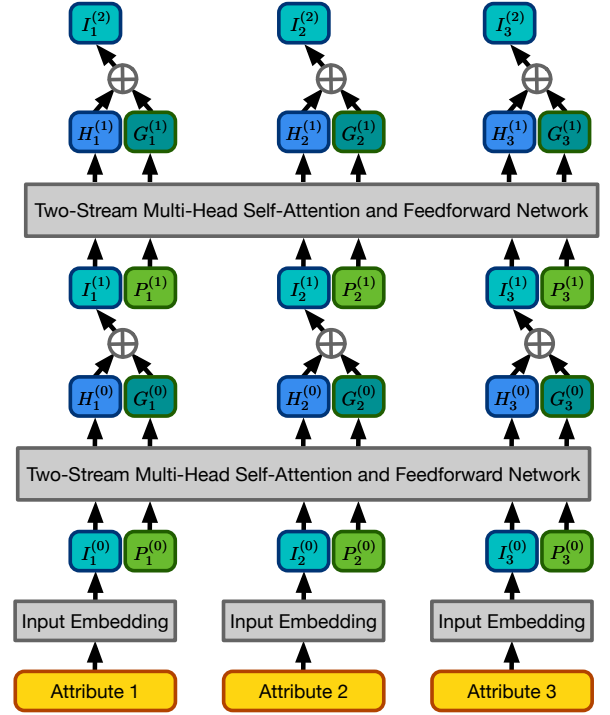 I_1^{(2)} I_2^{(2)} I_3^{(2)}
H_1^{(1)} G_1^{(1)} H_2^{(1)} G_2^{(1)} H_3^{(1)} G_3^{(1)}
Two-Stream Multi-Head Self-Attention and Feedforward Network
I_1^{(1)} P_1^{(1)} I_2^{(1)} P_2^{(1)} I_3^{(1)} P_3^{(1)}
H_1^{(0)} G_1^{(0)} H_2^{(0)} G_2^{(0)} H_3^{(0)} G_3^{(0)}
Two-Stream Multi-Head Self-Attention and Feedforward Network
I_1^{(0)} P_1^{(0)} I_2^{(0)} P_2^{(0)} I_3^{(0)} P_3^{(0)}
Input Embedding Input Embedding Input Embedding
Attribute 1 Attribute 2 Attribute 3